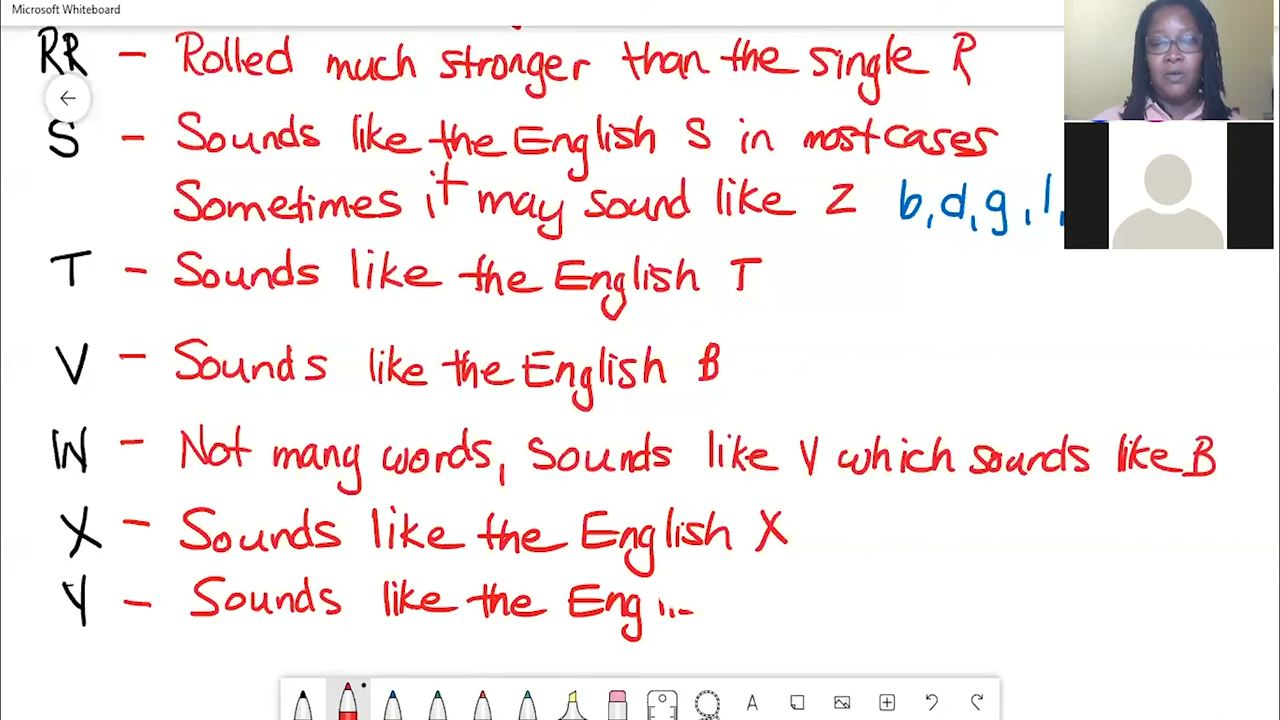 Microsoft Whiteboard
RR - Rolled much stronger than the single R
S - Sounds like the English S in most cases
Sometimes it may sound like Z b, d, g, l,
T - Sounds like the English T
V - Sounds like the English B
W - Not many words, sounds like V which sounds like B
X - Sounds like the English X
Y - Sounds like the Eng
A